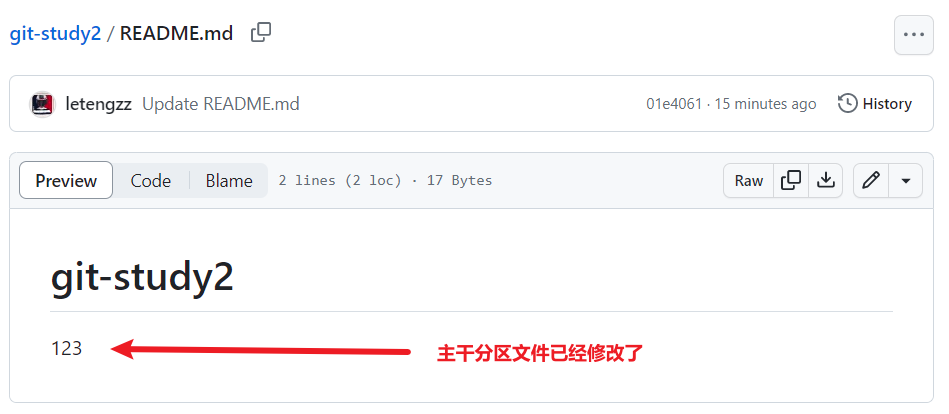 git-study2 / README.md
letengzz Update README.md 01e4061 · 15 minutes ago History
Preview Code Blame 2 lines (2 loc) · 17 Bytes Raw
git-study2
123 主干分区文件已经修改了